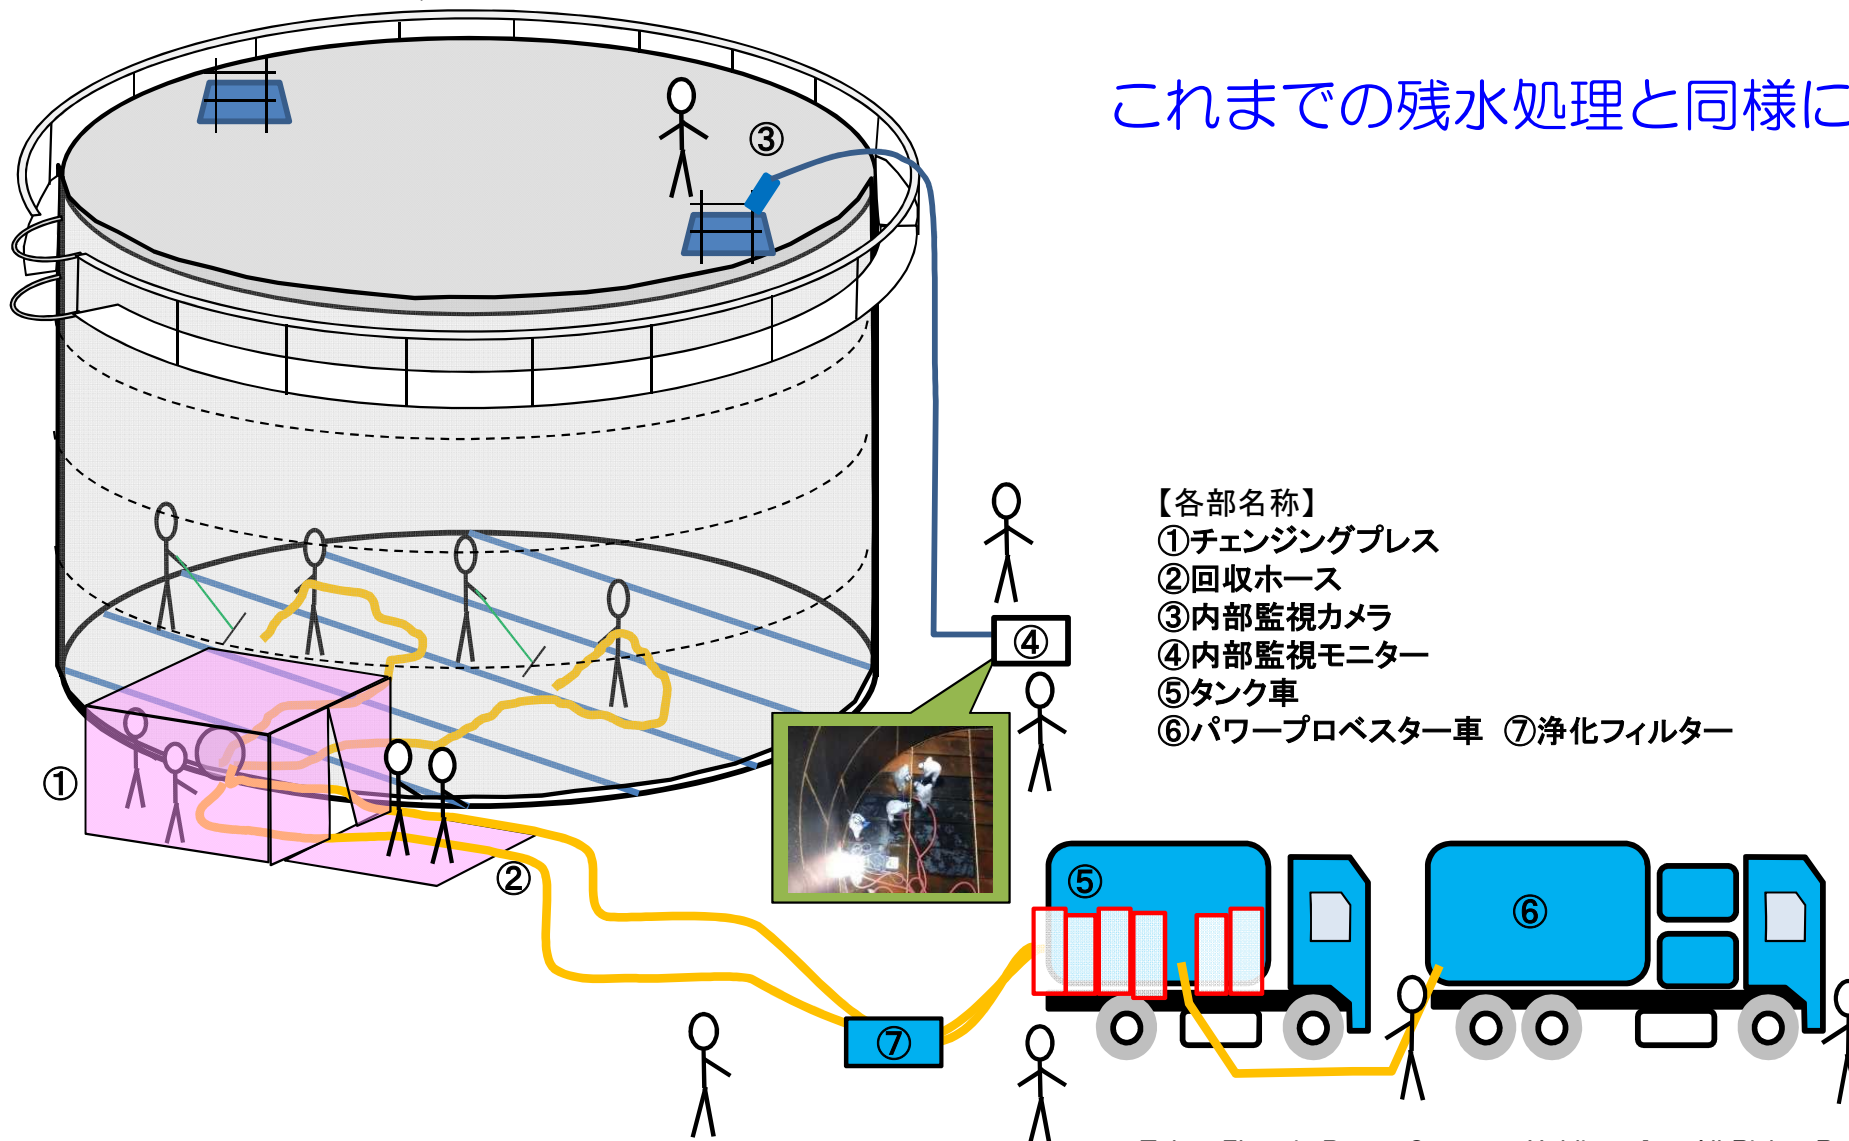 これまでの残水処理と同様に
③
【各部名称】
①チェンジングプレス
②回収ホース
③内部監視カメラ
④内部監視モニター
⑤タンク車
⑥パワープロベスター車 ⑦浄化フィルター
④
①
②
⑤
⑥
⑦